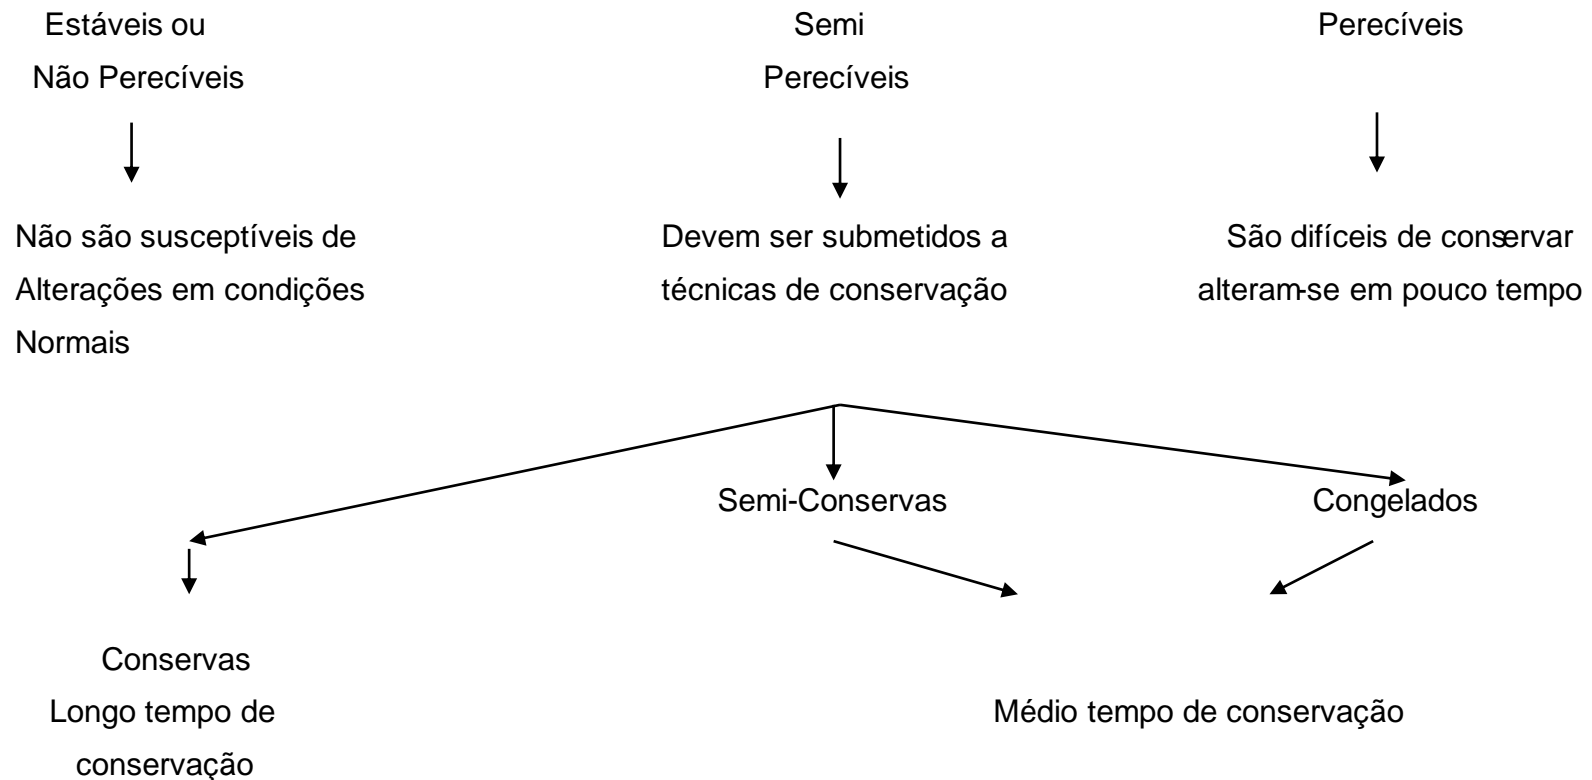 Estáveis ou
Não Perecíveis
Semi
Perecíveis
Perecíveis
Não são susceptíveis de
Alterações em condições
Normais
Devem ser submetidos a
técnicas de conservação
São difíceis de conservar
alteram-se em pouco tempo
Semi-Conservas
Congelados
Conservas
Longo tempo de
conservação
Médio tempo de conservação